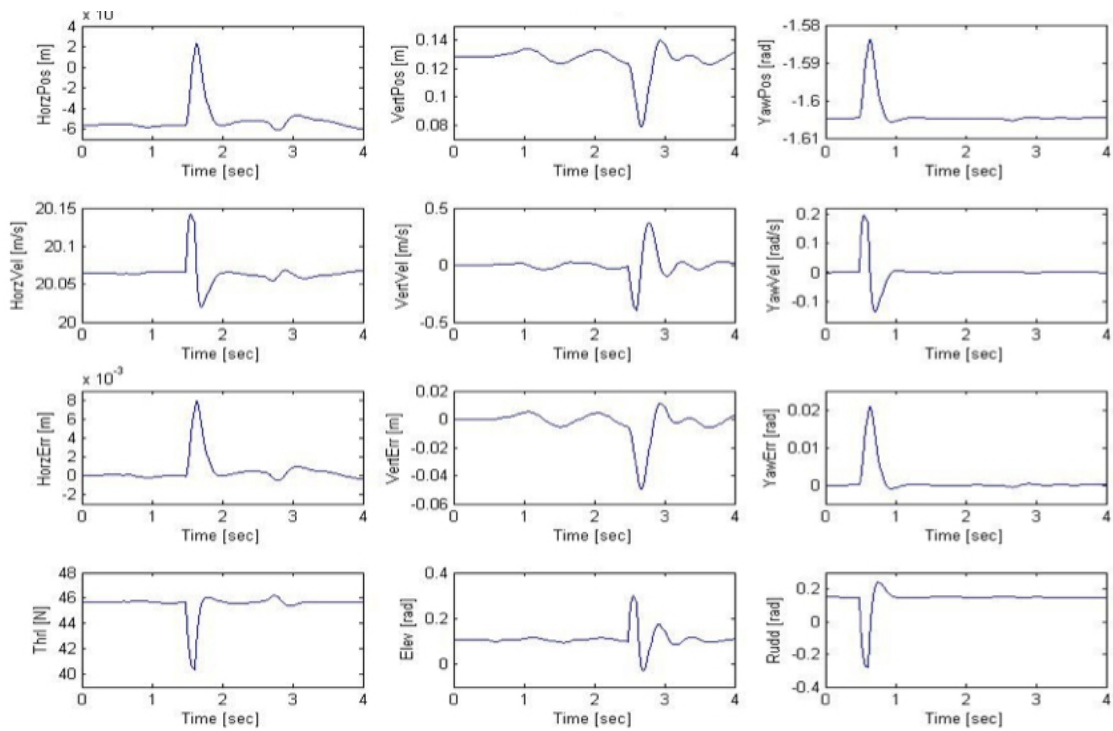 x 10
HorzPos [m]
4
2
0
-2
-4
-6
0 1 2 3 4
Time [sec]
VertPos [m]
0.14
0.12
0.1
0.08
0 1 2 3 4
Time [sec]
YawPos [rad]
-1.58
-1.59
-1.6
-1.61
0 1 2 3 4
Time [sec]
HorzVel [m/s]
20.15
20.1
20.05
20
0 1 2 3 4
Time [sec]
VertVel [m/s]
0.5
0
-0.5
0 1 2 3 4
Time [sec]
YawVel [rad/s]
0.2
0.1
0
-0.1
0 1 2 3 4
Time [sec]
x 10⁻³
HorzErr [m]
8
6
4
2
0
-2
0 1 2 3 4
Time [sec]
VertErr [m]
0.02
0
-0.02
-0.04
-0.06
0 1 2 3 4
Time [sec]
YawErr [rad]
0.02
0.01
0
0 1 2 3 4
Time [sec]
Thrl [N]
48
46
44
42
40
0 1 2 3 4
Time [sec]
Elev [rad]
0.4
0.2
0
0 1 2 3 4
Time [sec]
Rudd [rad]
0.2
0
-0.2
-0.4
0 1 2 3 4
Time [sec]